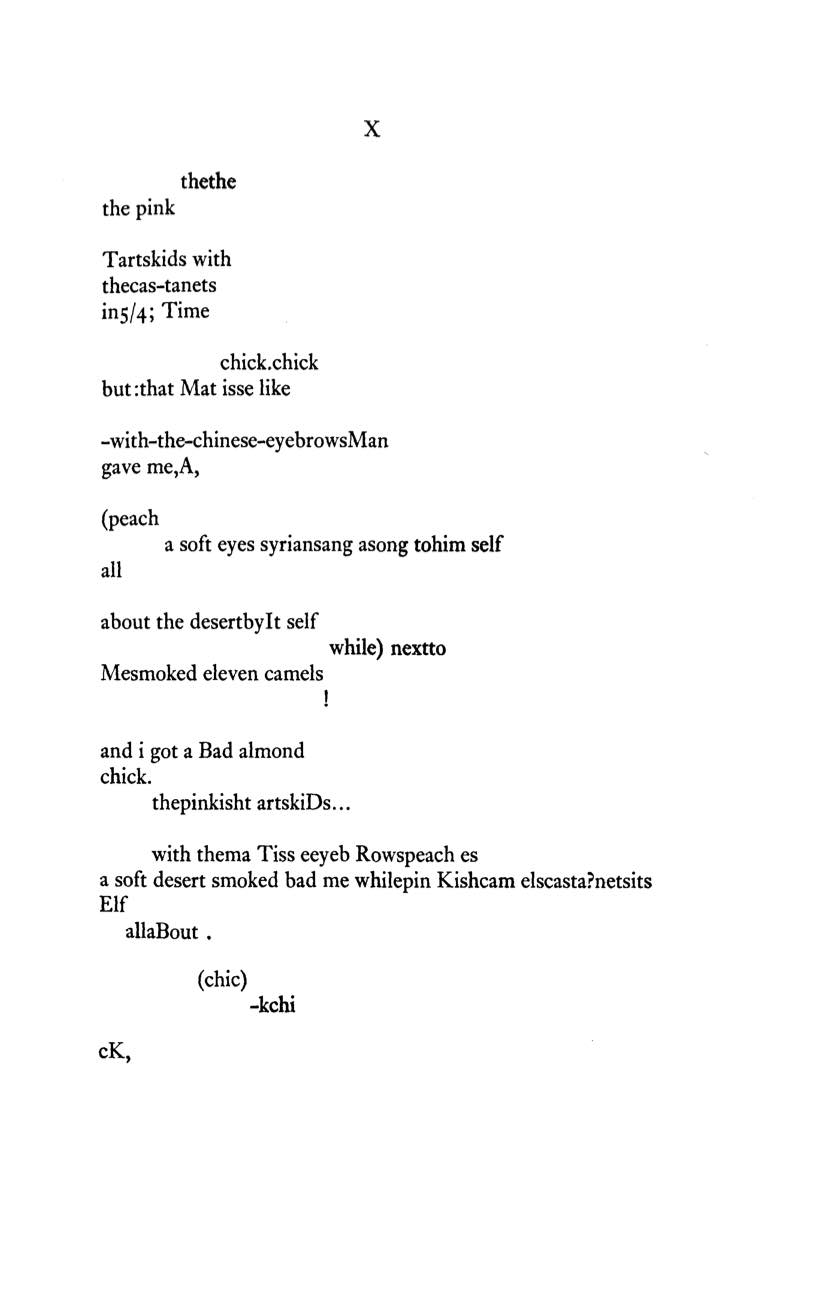 X
thethe
the pink
Tartskids with
thecas-tanets
in5/4; Time
chick.chick
but:that Mat isse like
-with-the-chinese-eyebrowsMan
gave me,A,
(peach
a soft eyes syriansang asong tohim self
all
about the desertbyIt self
while) nextto
Mesmoked eleven camels
!
and i got a Bad almond
chick.
thepinkisht artskiDs...
with thema Tiss eeyeb Rowspeach es
a soft desert smoked bad me whilepin Kishcam elscasta?netsits
Elf
allaBout .
(chic)
-kchi
cK,